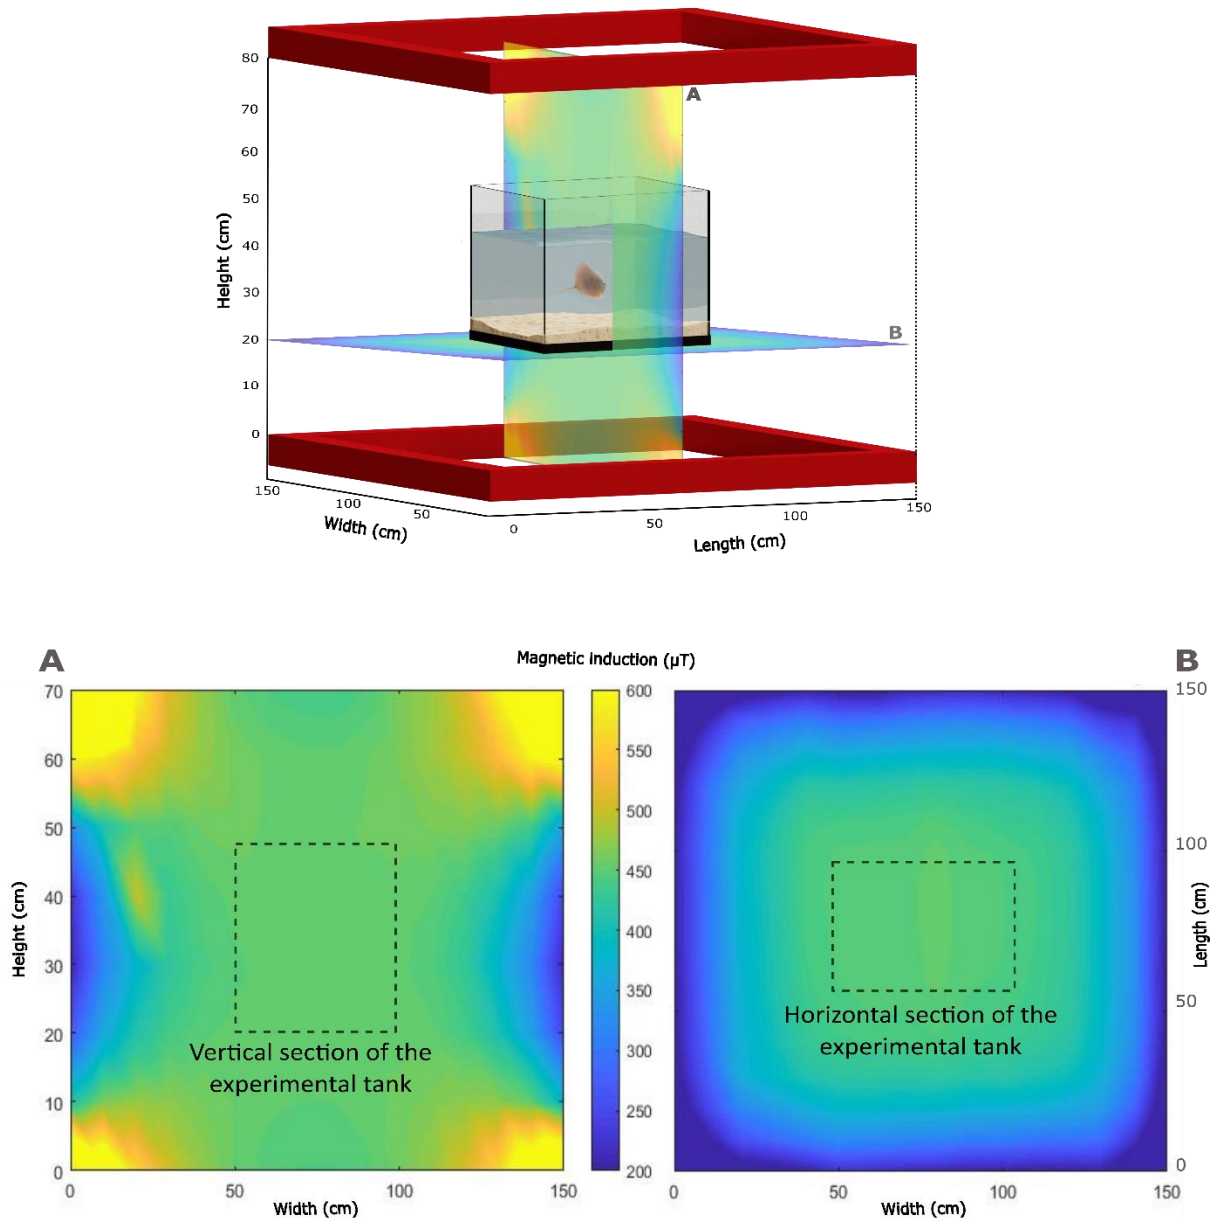 80
70
60
50
40
30
20
10
0
Height (cm)
A
B
150
100
50
Width (cm)
0
50
100
150
Length (cm)
A
Magnetic induction (µT)
B
70
60
50
40
30
20
10
0
Height (cm)
Vertical section of the
experimental tank
0
50
100
150
Width (cm)
600
550
500
450
400
350
300
250
200
Horizontal section of the
experimental tank
0
50
100
150
Width (cm)
150
100
50
0
Length (cm)